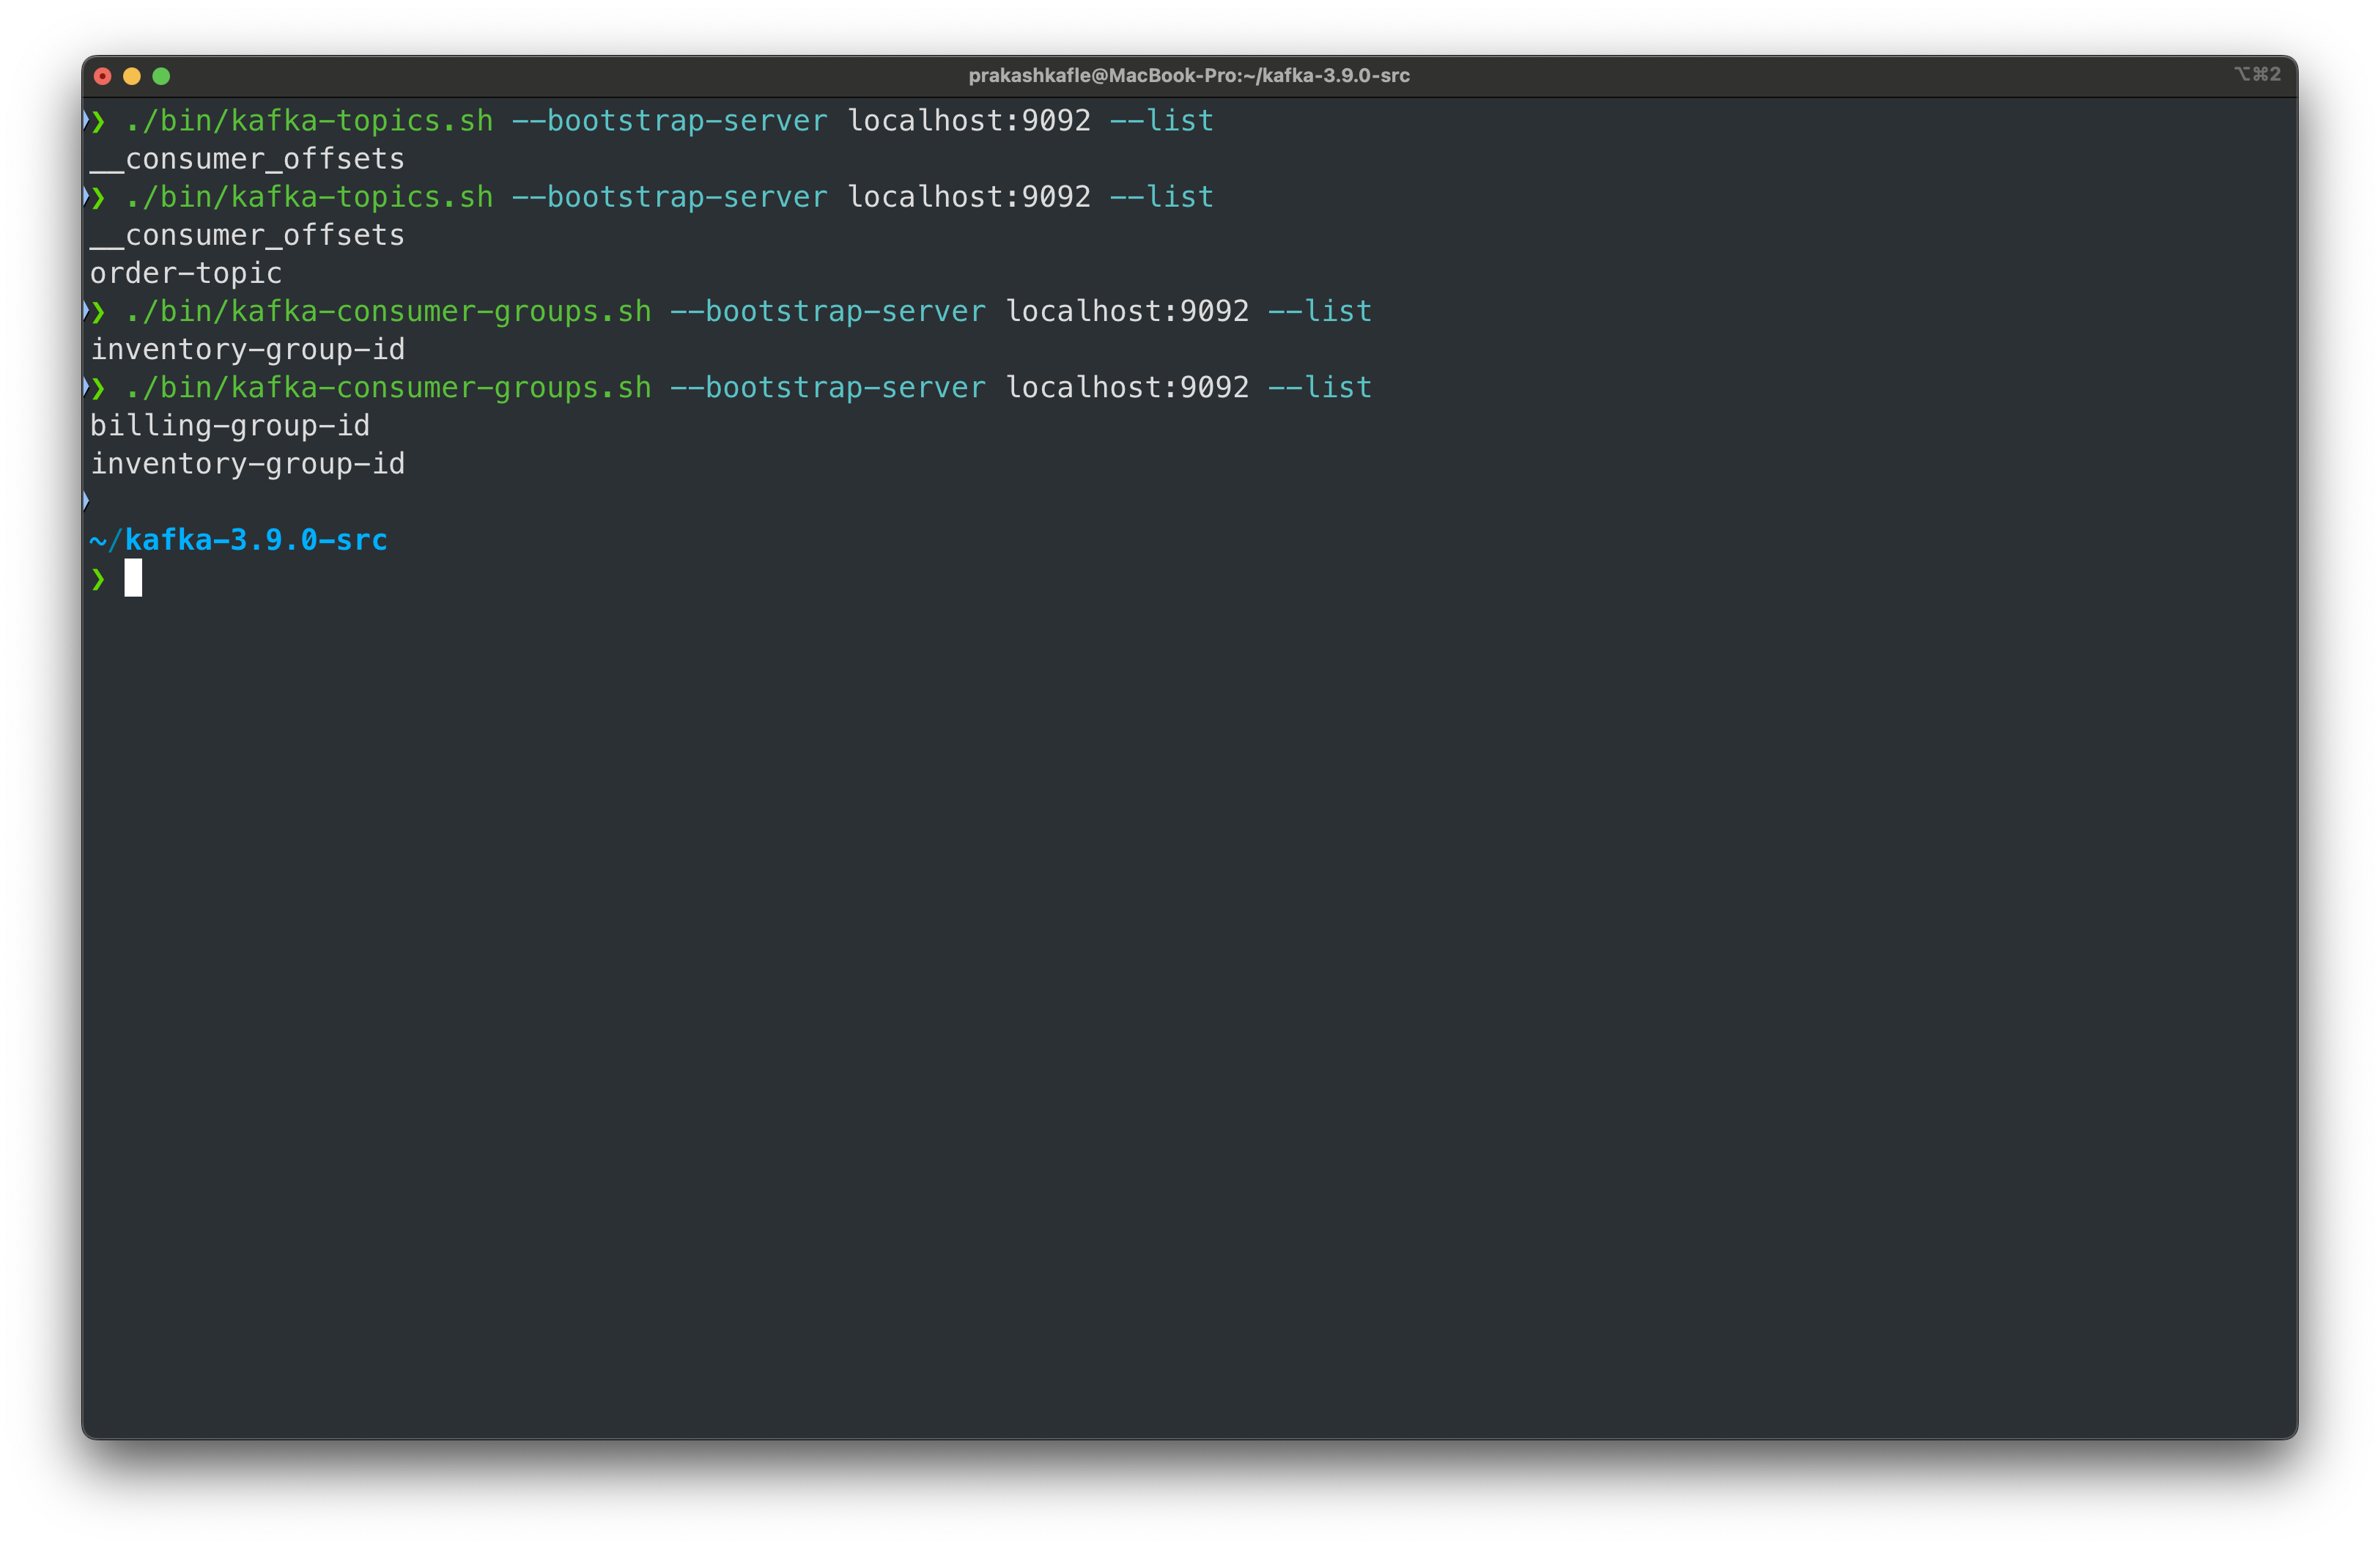 prakashkafle@MacBook-Pro:~/kafka-3.9.0-src
⌥⌘2
❯ ./bin/kafka-topics.sh --bootstrap-server localhost:9092 --list
__consumer_offsets
❯ ./bin/kafka-topics.sh --bootstrap-server localhost:9092 --list
__consumer_offsets
order-topic
❯ ./bin/kafka-consumer-groups.sh --bootstrap-server localhost:9092 --list
inventory-group-id
❯ ./bin/kafka-consumer-groups.sh --bootstrap-server localhost:9092 --list
billing-group-id
inventory-group-id
~/kafka-3.9.0-src
❯